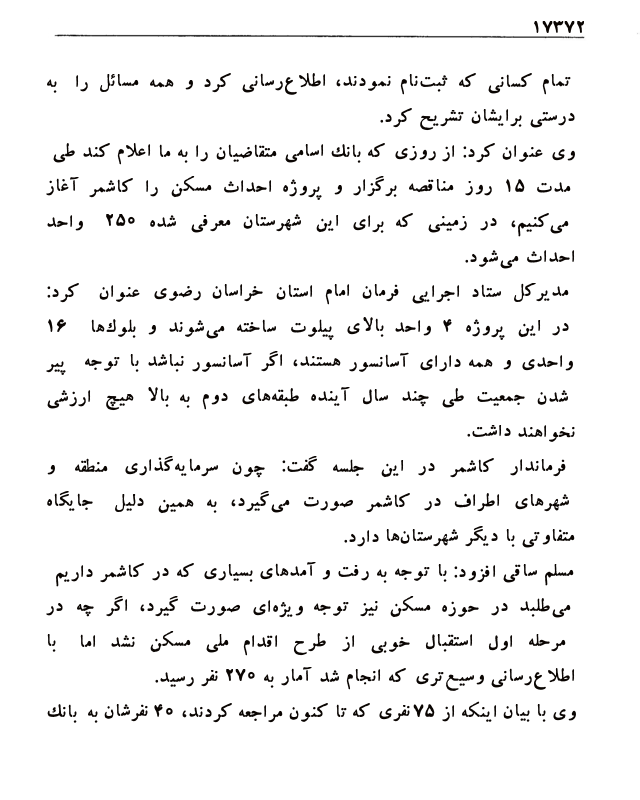 ۱۷۳۷۲
تمام کسانی که ثبت‌نام نمودند، اطلاع‌رسانی کرد و همه مسائل را به
درستی برایشان تشریح کرد.
وی عنوان کرد: از روزی که بانك اسامی متقاضیان را به ما اعلام کند طی
مدت ۱۵ روز مناقصه برگزار و پروژه احداث مسکن را کاشمر آغاز
می‌کنیم، در زمینی که برای این شهرستان معرفی شده ۲۵۰ واحد
احداث می‌شود.
مدیرکل ستاد اجرایی فرمان امام استان خراسان رضوی عنوان کرد:
در این پروژه ۴ واحد بالای پیلوت ساخته می‌شوند و بلوك‌ها ۱۶
واحدی و همه دارای آسانسور هستند، اگر آسانسور نباشد با توجه پیر
شدن جمعیت طی چند سال آینده طبقه‌های دوم به بالا هیچ ارزشی
نخواهند داشت.
فرماندار کاشمر در این جلسه گفت: چون سرمایه‌گذاری منطقه و
شهرهای اطراف در کاشمر صورت می‌گیرد، به همین دلیل جایگاه
متفاوتی با دیگر شهرستان‌ها دارد.
مسلم ساقی افزود: با توجه به رفت و آمدهای بسیاری که در کاشمر داریم
می‌طلبد در حوزه مسکن نیز توجه ویژه‌ای صورت گیرد، اگر چه در
مرحله اول استقبال خوبی از طرح اقدام ملی مسکن نشد اما با
اطلاع‌رسانی وسیع‌تری که انجام شد آمار به ۲۷۰ نفر رسید.
وی با بیان اینکه از ۷۵ نفری که تا کنون مراجعه کردند، ۴۰ نفرشان به بانك